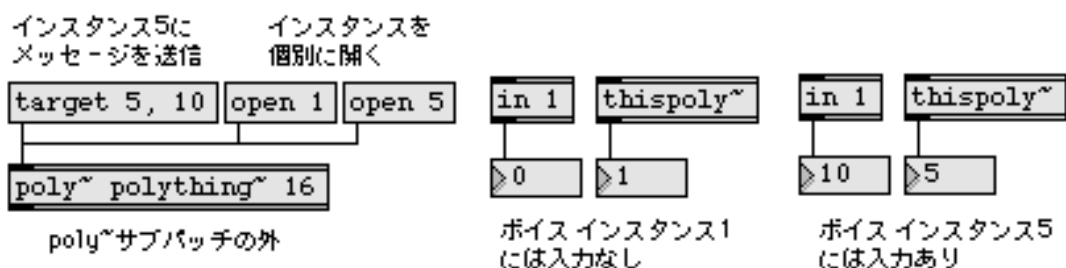 インスタンス5に
メッセージを送信
インスタンスを
個別に開く
target 5, 10
open 1
open 5
in 1
thispoly~
in 1
thispoly~
poly~ polything~ 16
0
1
10
5
poly~サブパッチの外
ボイス インスタンス1
には入力なし
ボイス インスタンス5
には入力あり